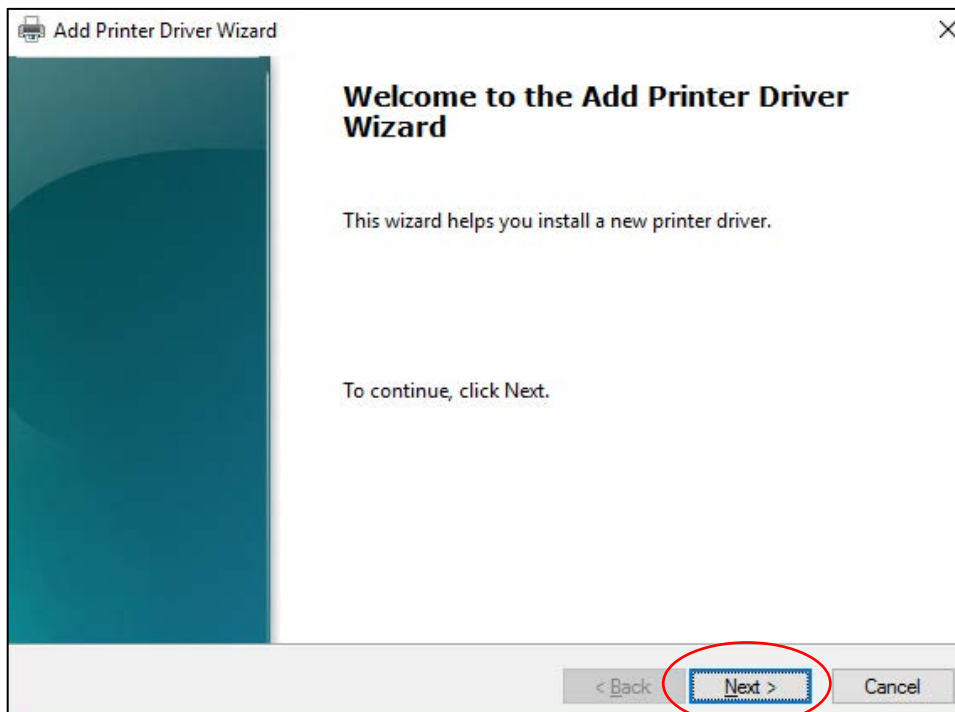 Add Printer Driver Wizard
Welcome to the Add Printer Driver
Wizard
This wizard helps you install a new printer driver.
To continue, click Next.
< Back
Next >
Cancel